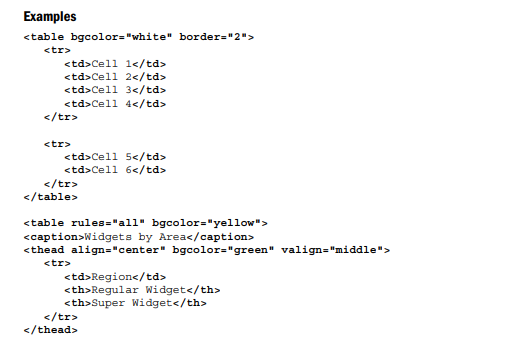 Examples
<table bgcolor="white" border="2">
<tr>
<td>Cell 1</td>
<td>Cell 2</td>
<td>Cell 3</td>
<td>Cell 4</td>
</tr>
<tr>
<td>Cell 5</td>
<td>Cell 6</td>
</tr>
</table>
<table rules="all" bgcolor="yellow">
<caption>Widgets by Area</caption>
<thead align="center" bgcolor="green" valign="middle">
<tr>
<td>Region</td>
<th>Regular Widget</th>
<th>Super Widget</th>
</tr>
</thead>